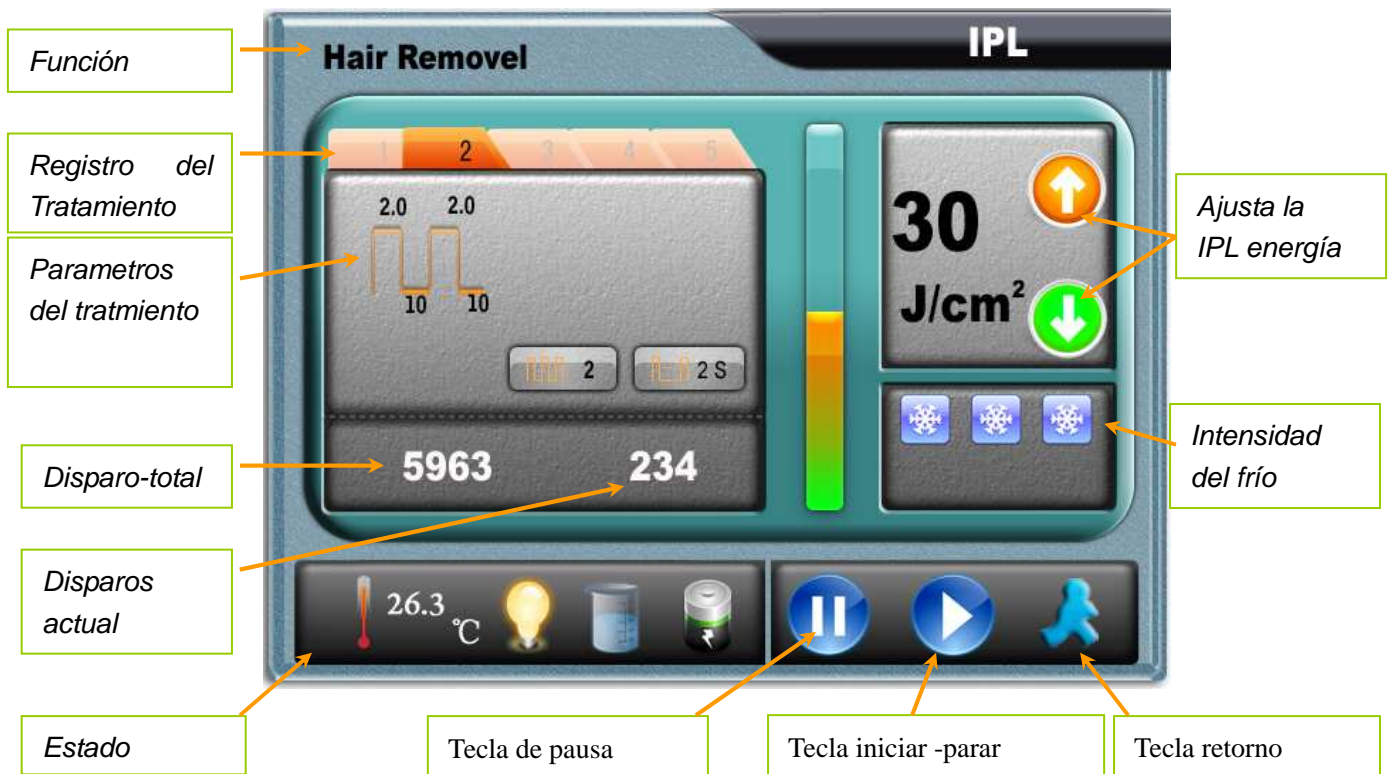 Función
Hair Removel
IPL
Registro del
Tratamiento
1 2 3 4 5
Parametros
del tratmiento
2.0 2.0
10 10
2
2 S
30
J/cm²
Ajusta la
IPL energía
Intensidad
del frío
Disparo-total
5963 234
Disparos
actual
26.3
℃
Estado
Tecla de pausa
Tecla iniciar -parar
Tecla retorno